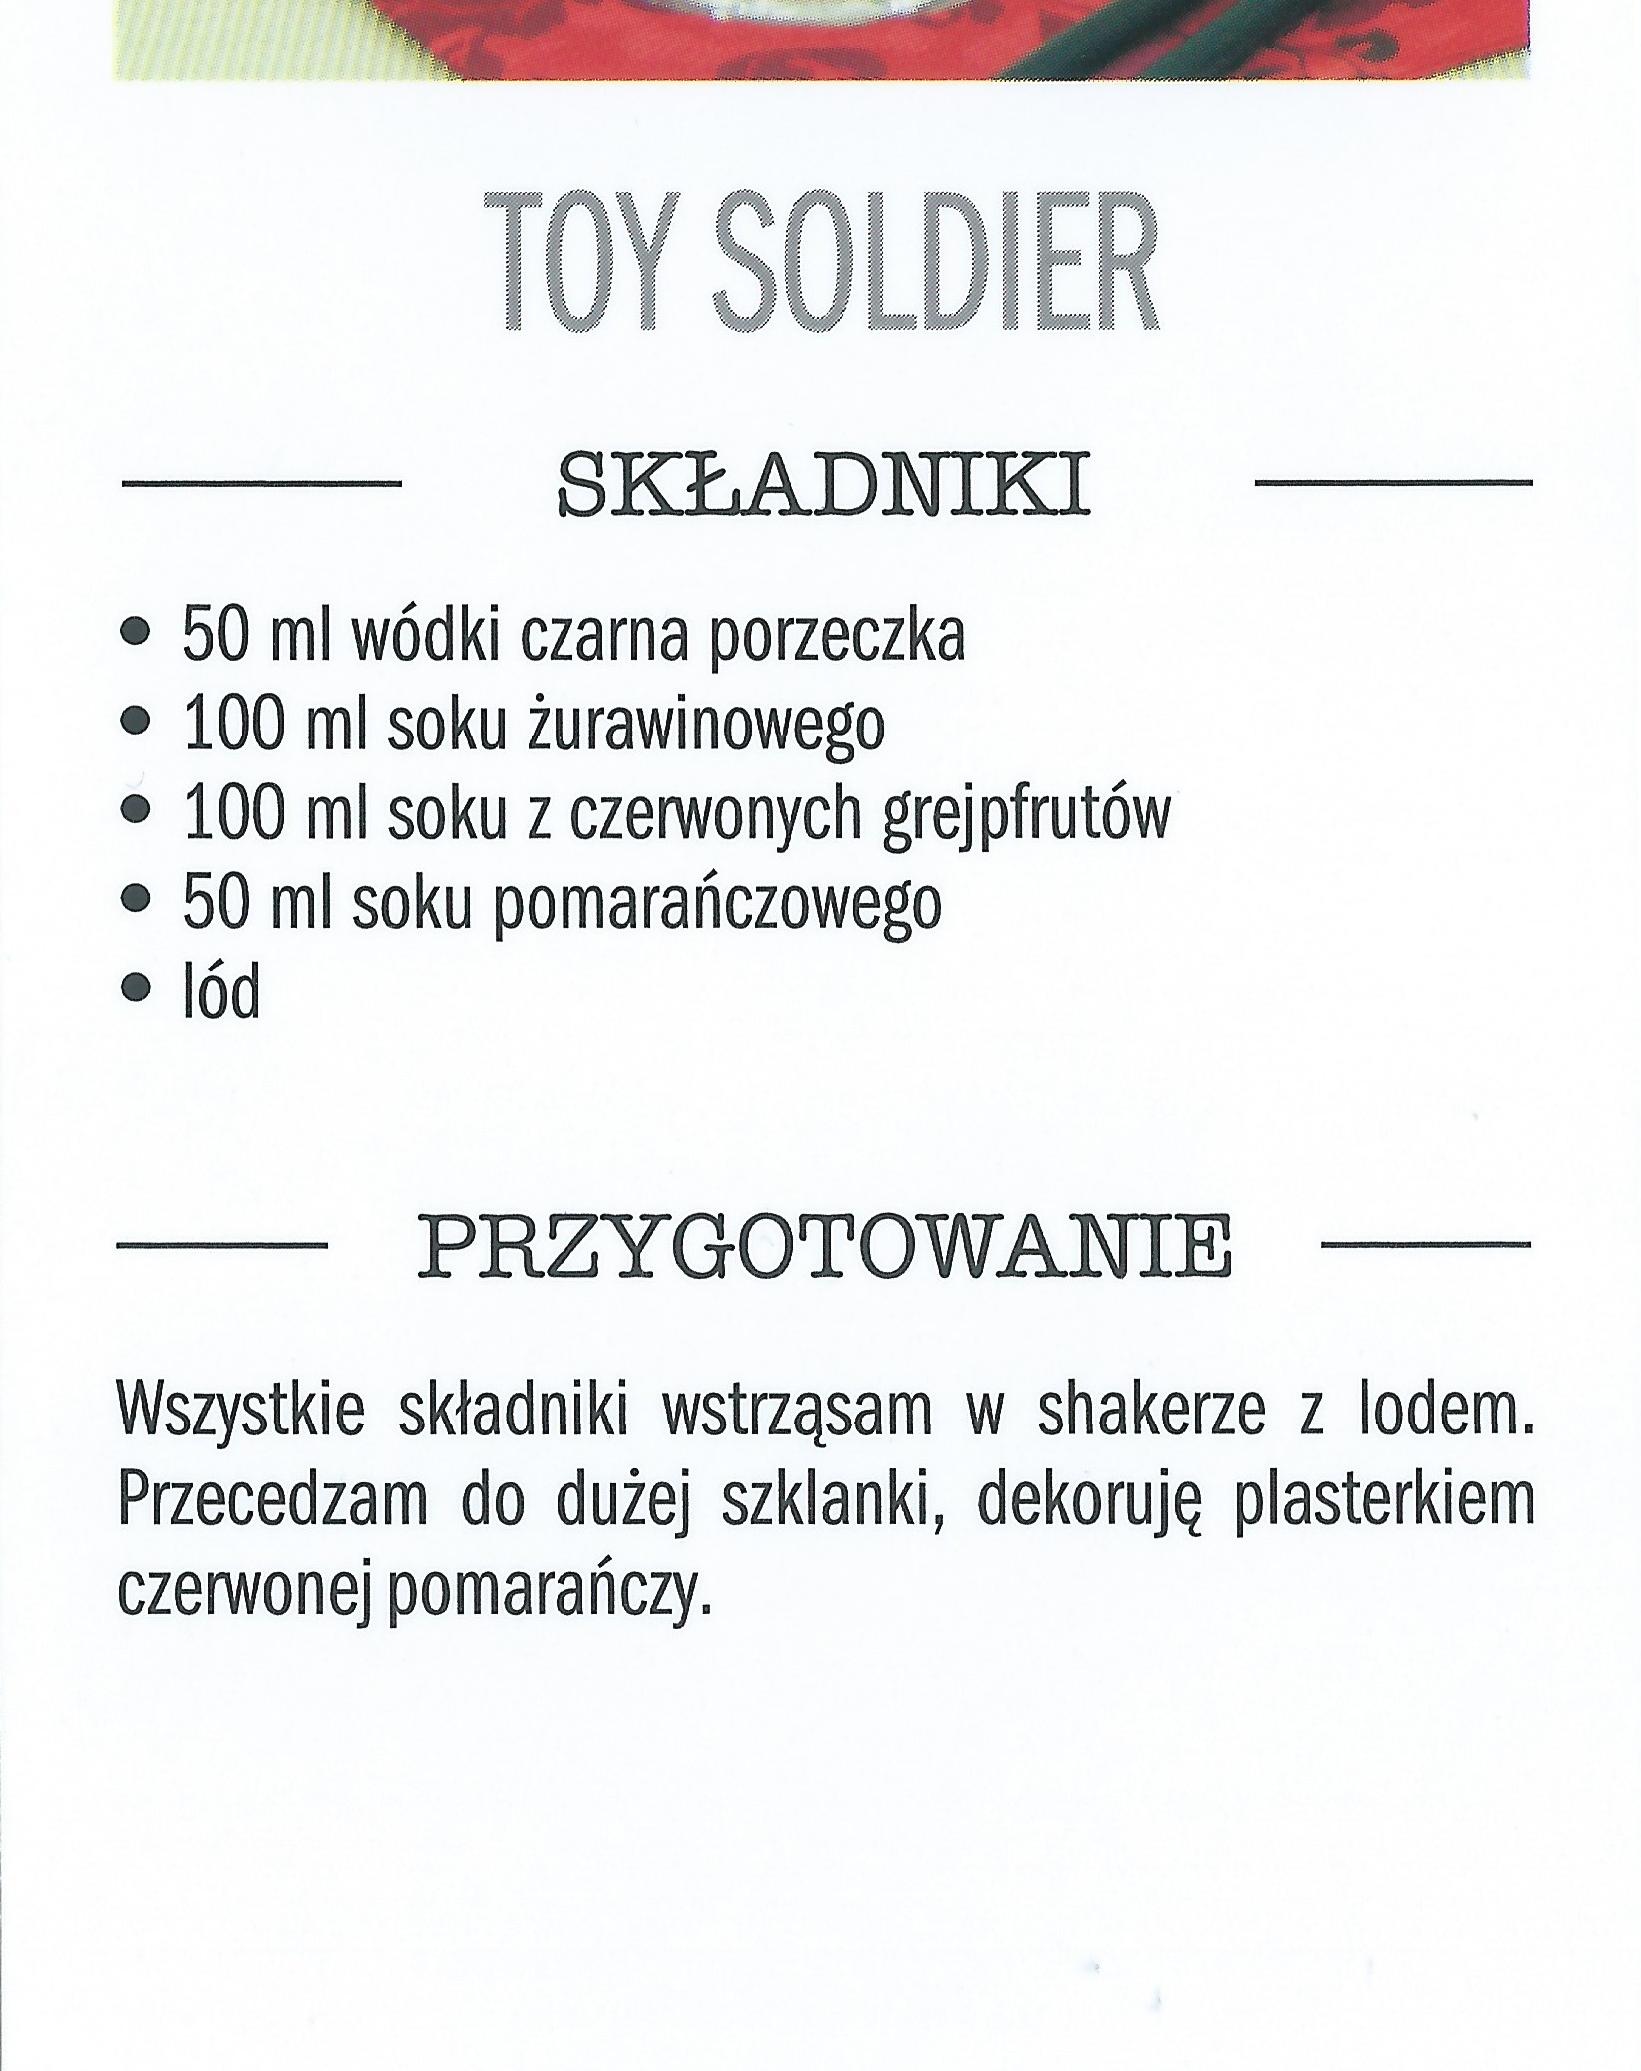 TOY SOLDIER
SKŁADNIKI
• 50 ml wódki czarna porzeczka
• 100 ml soku żurawinowego
• 100 ml soku z czerwonych grejpfrutów
• 50 ml soku pomarańczowego
• lód
PRZYGOTOWANIE
Wszystkie składniki wstrząsam w shakerze z lodem.
Przecedzam do dużej szklanki, dekoruję plasterkiem
czerwonej pomarańczy.